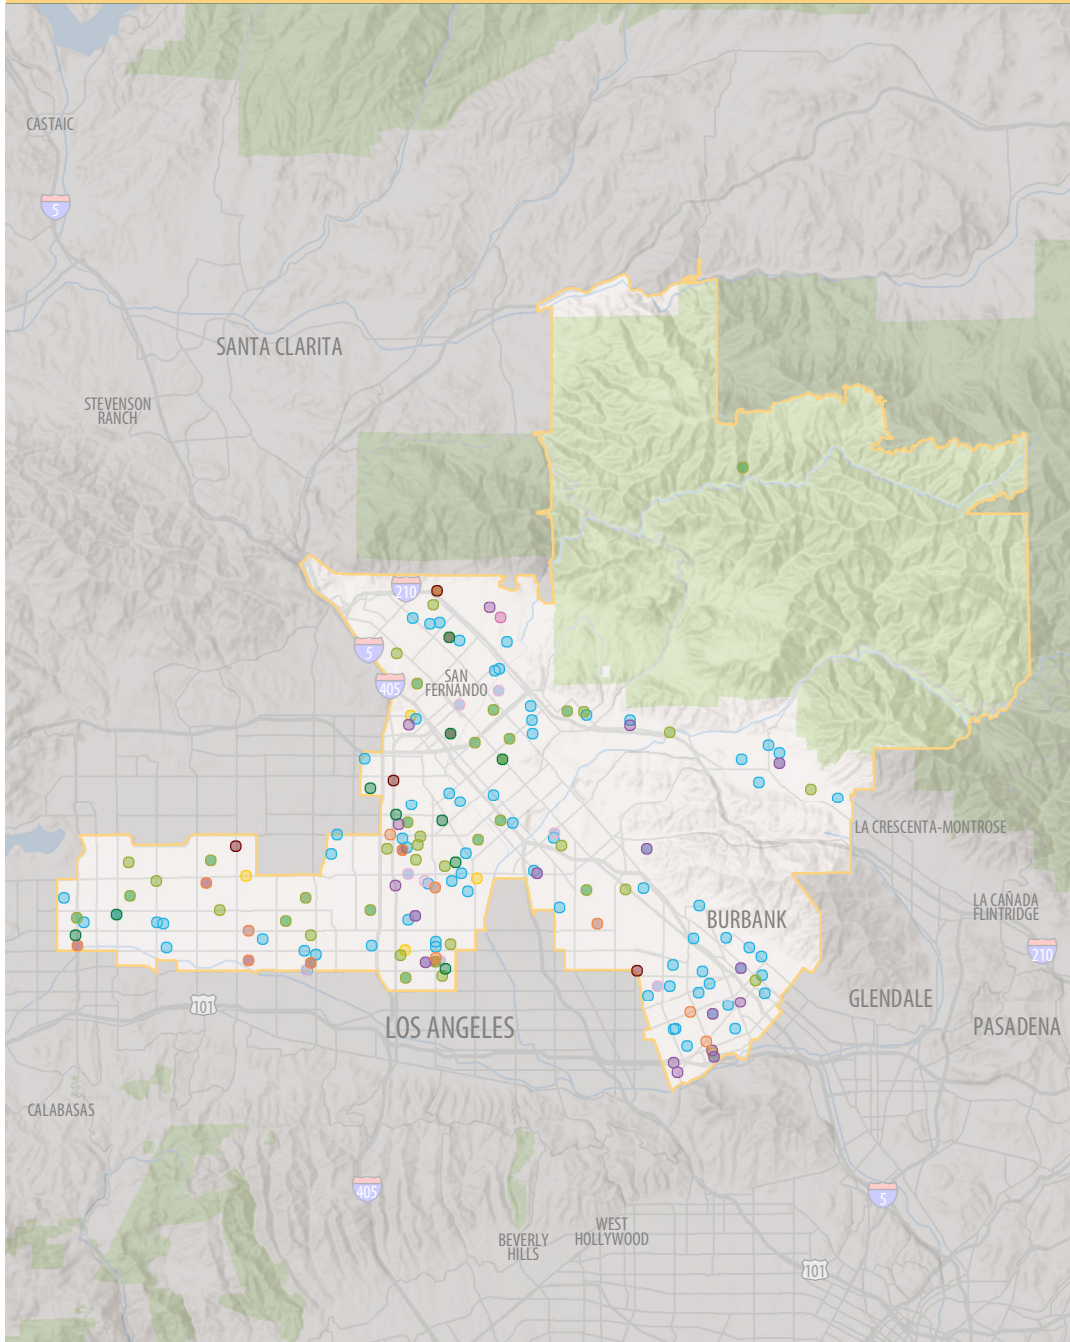 CASTAIC
5
SANTA CLARITA
STEVENSON
RANCH
210
5
405
SAN
FERNANDO
LA CRESCENTA-MONTROSE
LA CAÑADA
FLINTRIDGE
BURBANK
210
GLENDALE
101
LOS ANGELES
PASADENA
CALABASAS
405
5
WEST
HOLLYWOOD
BEVERLY
HILLS
101